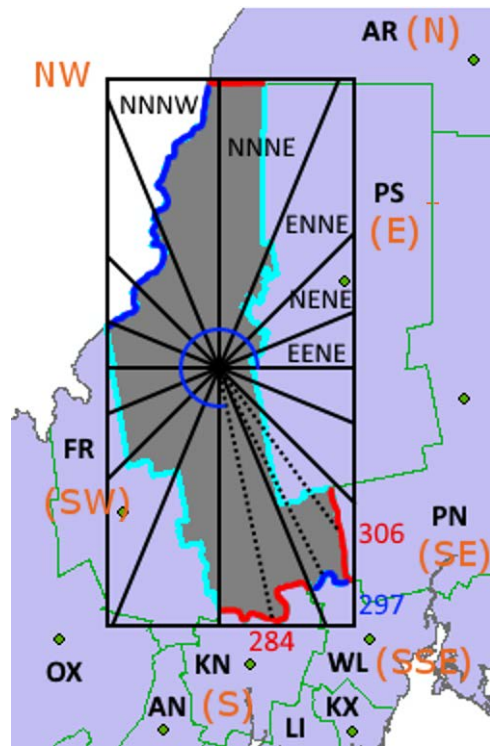 AR (N)
NW
NNNW
NNNE
PS
(E)
ENNE
NENE
EENE
FR
(SW)
306
PN
(SE)
297
284
OX
KN
WL (SSE)
AN (S)
LI
KX